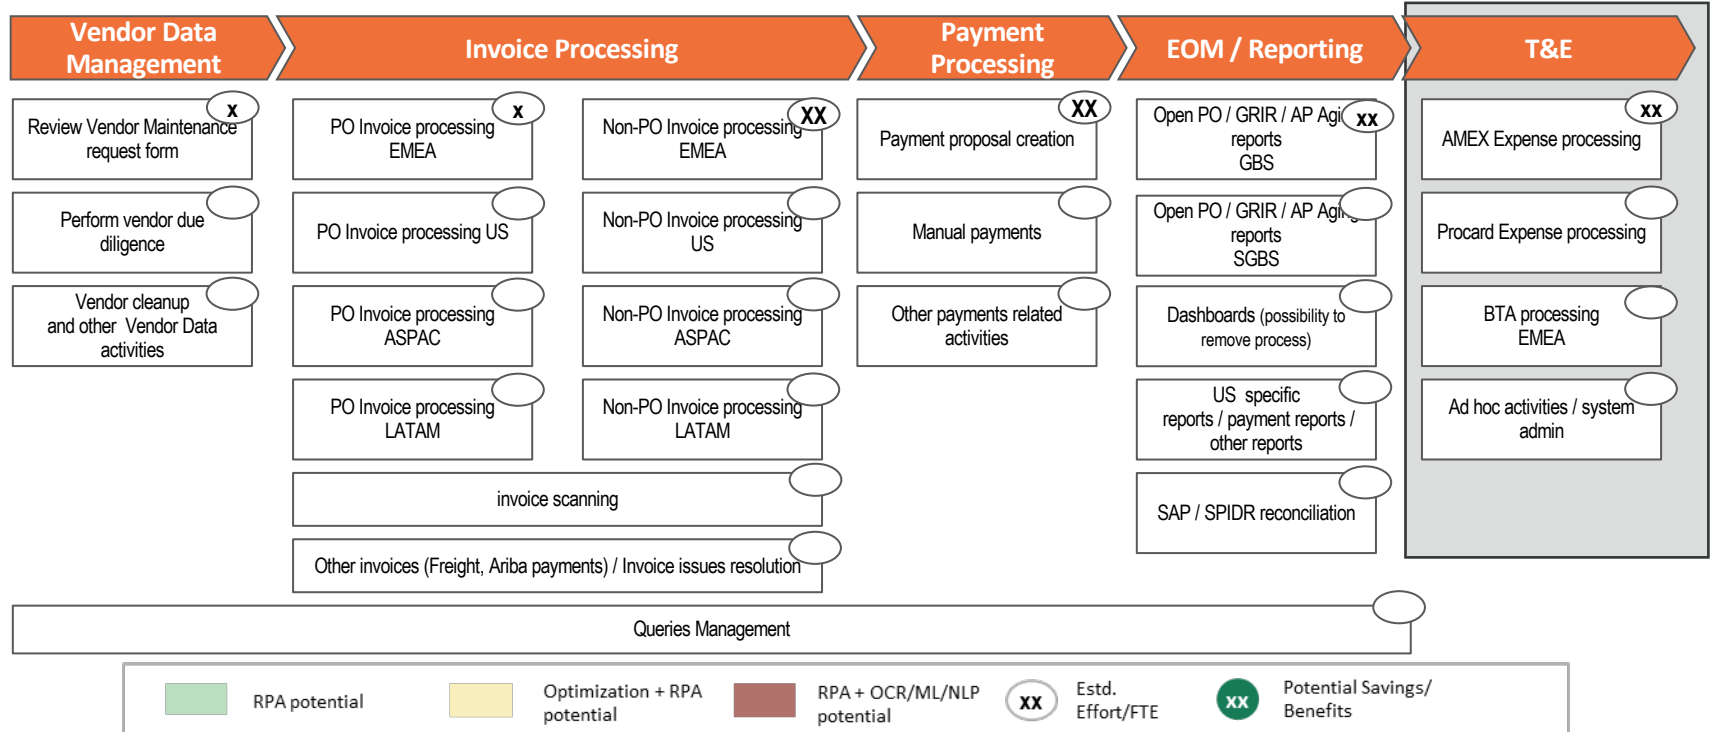 Vendor Data
Management
Invoice Processing
Payment
Processing
EOM / Reporting
T&E
x
Review Vendor Maintenance
request form
Perform vendor due
diligence
Vendor cleanup
and other Vendor Data
activities
x
PO Invoice processing
EMEA
PO Invoice processing US
PO Invoice processing
ASPAC
PO Invoice processing
LATAM
XX
Non-PO Invoice processing
EMEA
Non-PO Invoice processing
US
Non-PO Invoice processing
ASPAC
Non-PO Invoice processing
LATAM
invoice scanning
Other invoices (Freight, Ariba payments) / Invoice issues resolution
XX
Payment proposal creation
Manual payments
Other payments related
activities
xx
Open PO / GRIR / AP Agi
reports
GBS
Open PO / GRIR / AP Aging
reports
SGBS
Dashboards (possibility to
remove process)
US specific
reports / payment reports /
other reports
SAP / SPIDR reconciliation
xx
AMEX Expense processing
Procard Expense processing
BTA processing
EMEA
Ad hoc activities / system
admin
Queries Management
RPA potential
Optimization + RPA
potential
RPA + OCR/ML/NLP
potential
xx
Estd.
Effort/FTE
xx
Potential Savings/
Benefits